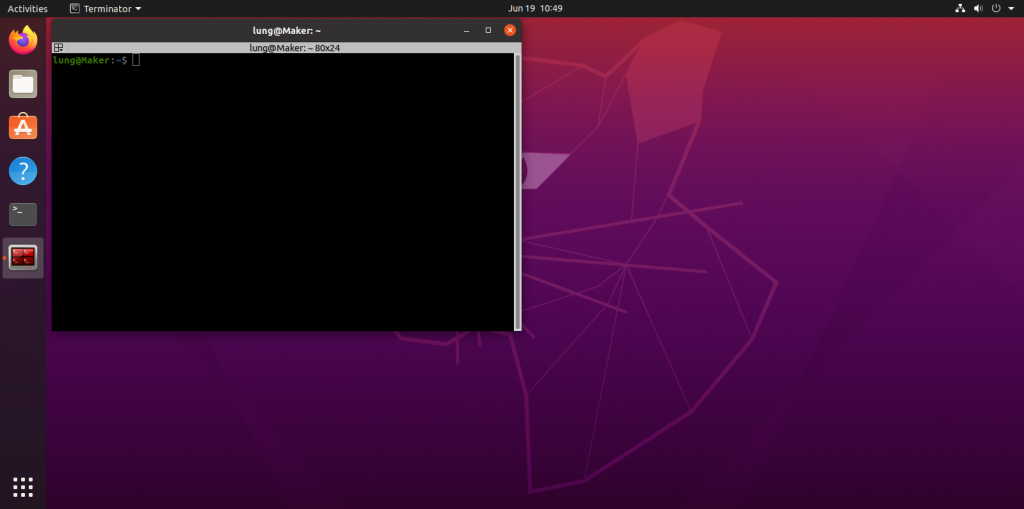 Activities Terminator Jun 19 10:49
lung@Maker: ~
lung@Maker: ~ 80x24
lung@Maker:~$